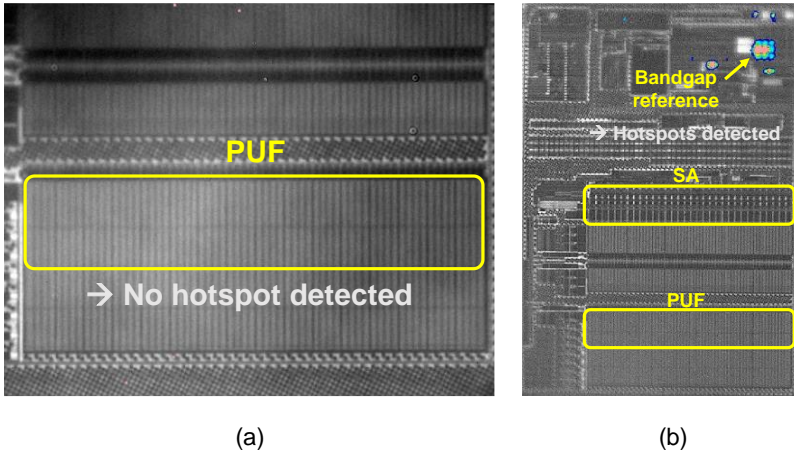 PUF
→ No hotspot detected
(a)
Bandgap
reference
→ Hotspots detected
SA
PUF
(b)